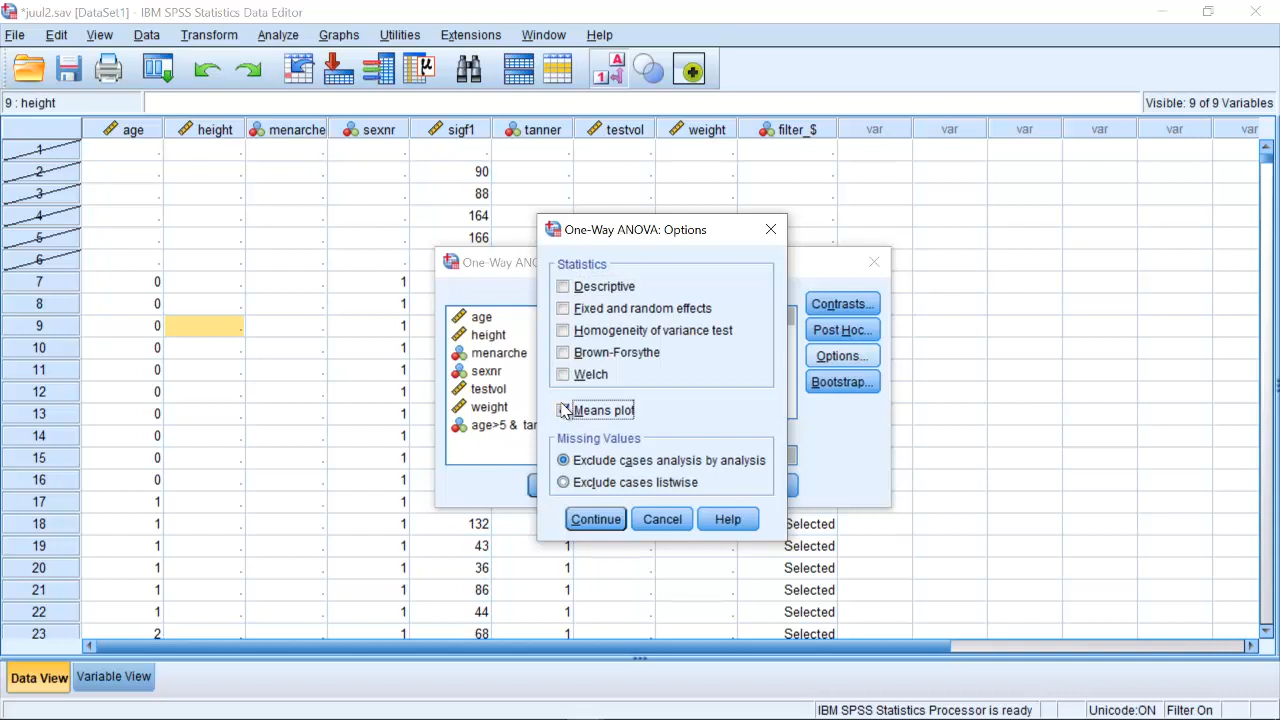 *juul2.sav [DataSet1] - IBM SPSS Statistics Data Editor
File Edit View Data Transform Analyze Graphs Utilities Extensions Window Help
9 : height
Visible: 9 of 9 Variables
age height menarche sexnr sigf1 tanner testvol weight filter_$ var var var var var var
1 . . . . . . . . .
2 . . . . 90 . . . .
3 . . . . 88 . . . .
4 . . . . 164
5 . . . . 166
6 . . . .
7 0 . . 1
8 0 . . 1
9 0 . . 1
10 0 . . 1
11 0 . . 1
12 0 . . 1
13 0 . . 1
14 0 . . 1
15 0 . . 1
16 0 . . 1
17 1 . . 1
18 1 . . 1 132 Selected
19 1 . . 1 43 1 . . Selected
20 1 . . 1 36 1 . . Selected
21 1 . . 1 86 1 . . Selected
22 1 . . 1 44 1 . . Selected
23 2 . . 1 68 1 . . Selected
One-Way ANO
age
height
menarche
sexnr
testvol
weight
age>5 & tan
Contrasts...
Post Hoc...
Options...
Bootstrap...
One-Way ANOVA: Options
Statistics
Descriptive
Fixed and random effects
Homogeneity of variance test
Brown-Forsythe
Welch
Means plot
Missing Values
Exclude cases analysis by analysis
Exclude cases listwise
Continue Cancel Help
Data View Variable View
IBM SPSS Statistics Processor is ready Unicode:ON Filter On